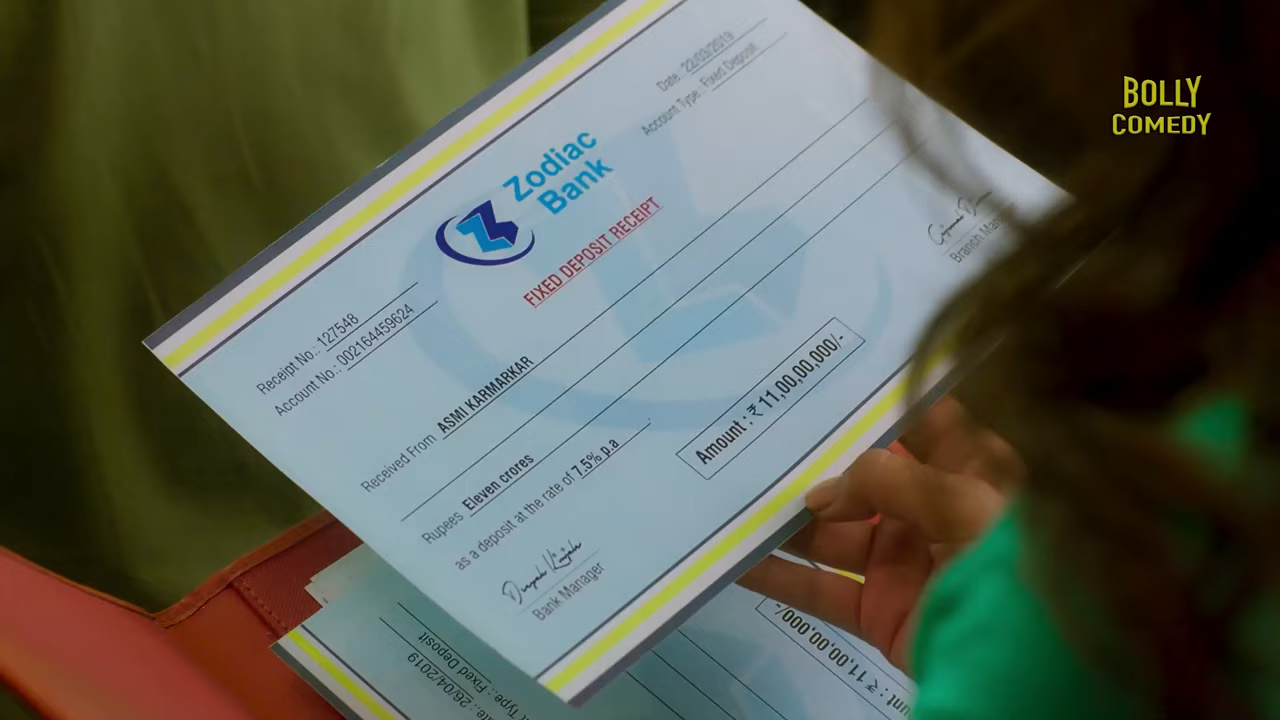 BOLLY
COMEDY
Date : 22/03/2019
Account Type : Fixed Deposit
Zodiac
Bank
FIXED DEPOSIT RECEIPT
Receipt No.: 127548
Account No.: 002164459624
Received From ASMI KARMARKAR
Rupees Eleven crores
as a deposit at the rate of 7.5% p.a
Amount : ₹ 11,00,00,000/-
Bank Manager
Branch
26/04/2019
Type : Fixed Deposit
: ₹ 11,00,00,000/-